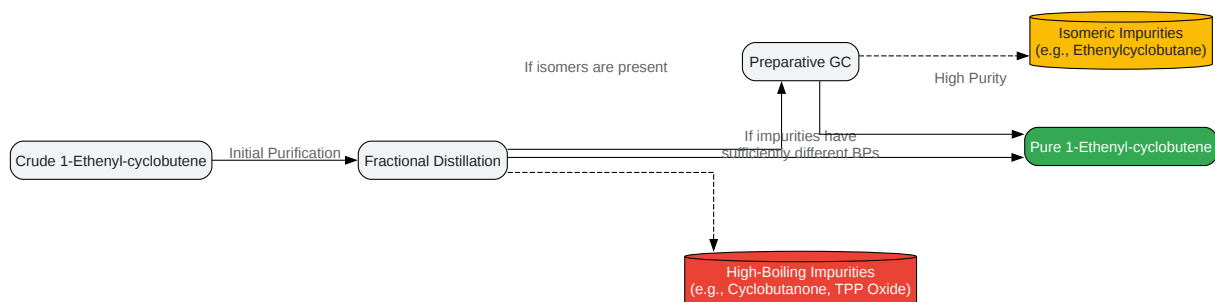 Isomeric Impurities
(e.g., Ethenylcyclobutane)
If isomers are present
Preparative GC
High Purity
If impurities have
sufficiently different BPs
Crude 1-Ethenyl-cyclobutene
Initial Purification
Fractional Distillation
Pure 1-Ethenyl-cyclobutene
High-Boiling Impurities
(e.g., Cyclobutanone, TPP Oxide)